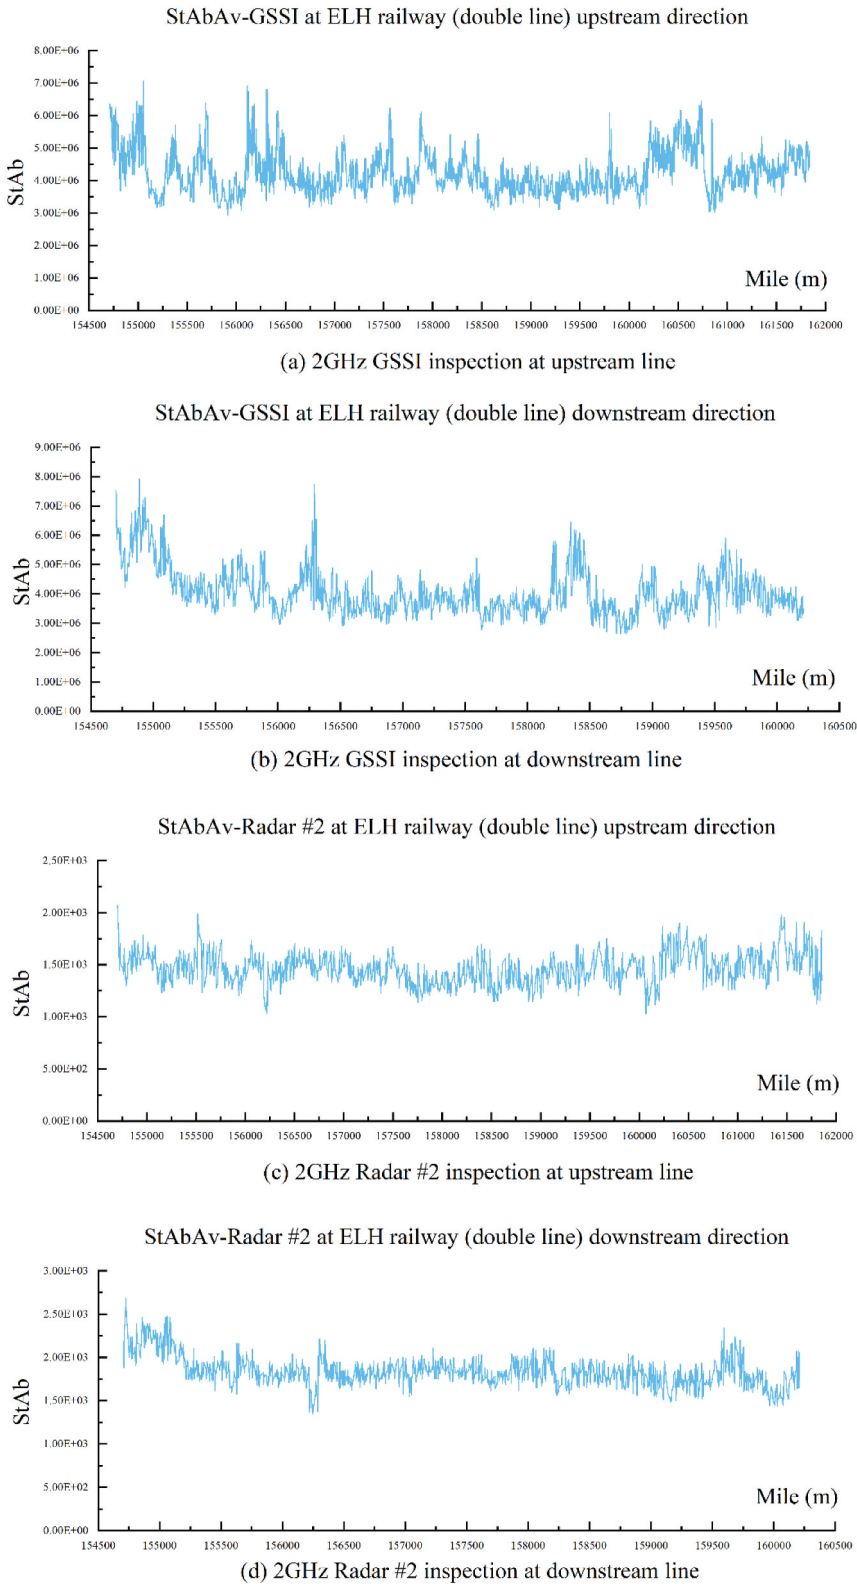 StAbAv-GSSI at ELH railway (double line) upstream direction
8.00E+06
7.00E+06
6.00E+06
5.00E+06
4.00E+06
3.00E+06
2.00E+06
1.00E+06
0.00E+00
StAb
Mile (m)
154500 155000 155500 156000 156500 157000 157500 158000 158500 159000 159500 160000 160500 161000 161500 162000
(a) 2GHz GSSI inspection at upstream line
StAbAv-GSSI at ELH railway (double line) downstream direction
9.00E+06
8.00E+06
7.00E+06
6.00E+06
5.00E+06
4.00E+06
3.00E+06
2.00E+06
1.00E+06
0.00E+00
StAb
Mile (m)
154500 155000 155500 156000 156500 157000 157500 158000 158500 159000 159500 160000 160500
(b) 2GHz GSSI inspection at downstream line
StAbAv-Radar #2 at ELH railway (double line) upstream direction
2.50E+03
2.00E+03
1.50E+03
1.00E+03
5.00E+02
0.00E+00
StAb
Mile (m)
154500 155000 155500 156000 156500 157000 157500 158000 158500 159000 159500 160000 160500 161000 161500 162000
(c) 2GHz Radar #2 inspection at upstream line
StAbAv-Radar #2 at ELH railway (double line) downstream direction
3.00E+03
2.50E+03
2.00E+03
1.50E+03
1.00E+03
5.00E+02
0.00E+00
StAb
Mile (m)
154500 155000 155500 156000 156500 157000 157500 158000 158500 159000 159500 160000 160500
(d) 2GHz Radar #2 inspection at downstream line